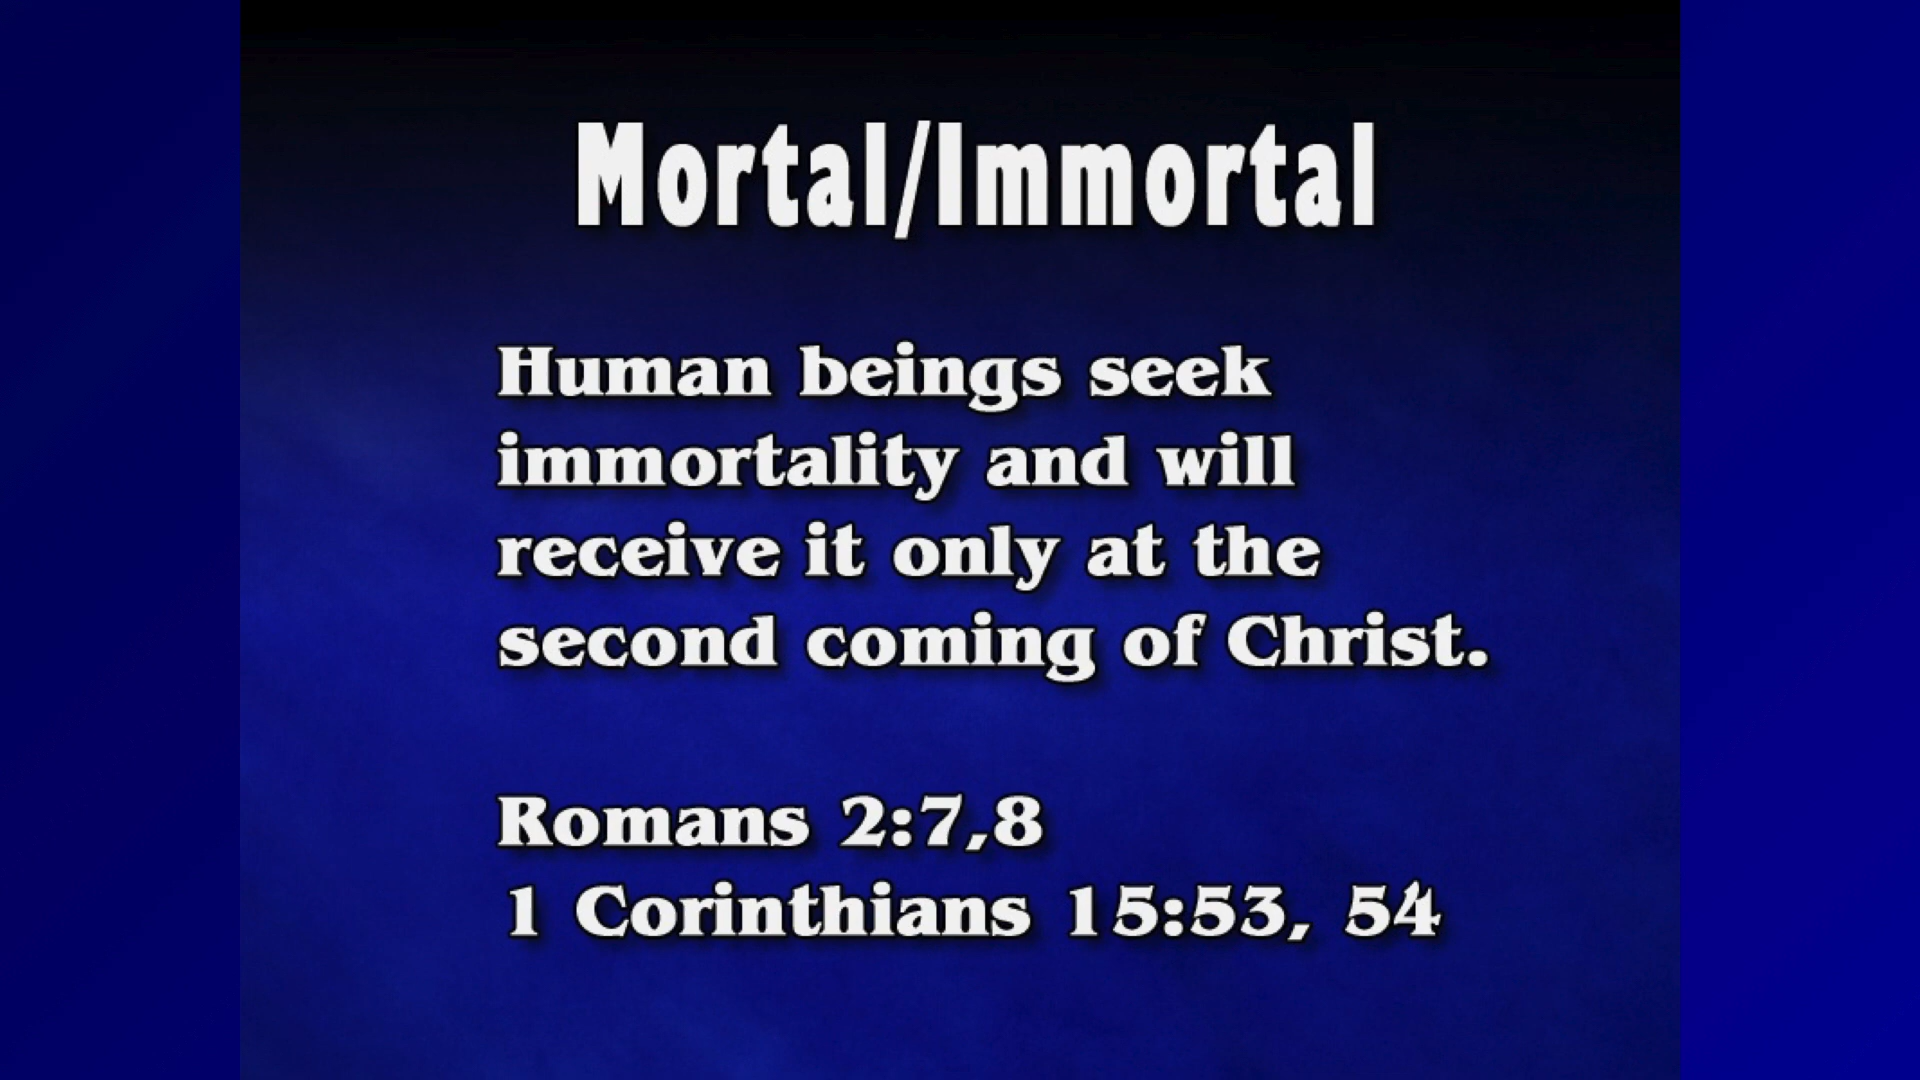 Mortal/Immortal
Human beings seek
immortality and will
receive it only at the
second coming of Christ.
Romans 2:7,8
1 Corinthians 15:53, 54